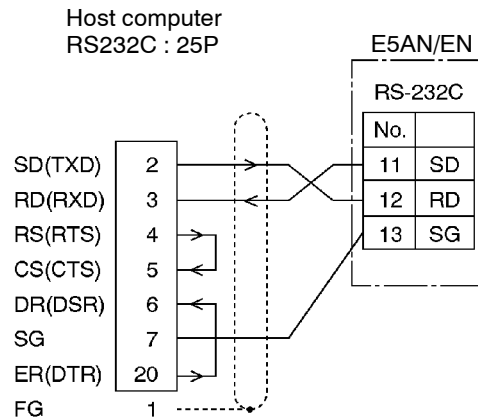 Host computer
RS232C : 25P
E5AN/EN
RS-232C
No.
SD(TXD) 2
11 SD
RD(RXD) 3
12 RD
RS(RTS) 4
13 SG
CS(CTS) 5
DR(DSR) 6
SG 7
ER(DTR) 20
FG 1